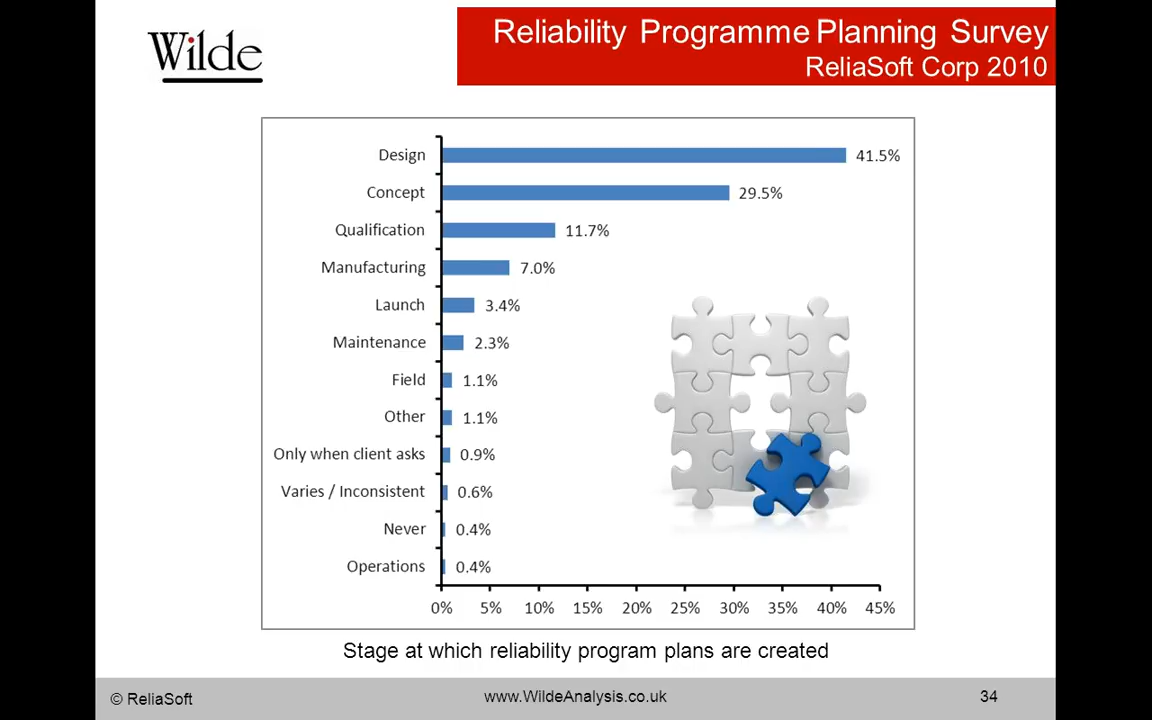 Wilde
Reliability Programme Planning Survey
ReliaSoft Corp 2010
Design 41.5%
Concept 29.5%
Qualification 11.7%
Manufacturing 7.0%
Launch 3.4%
Maintenance 2.3%
Field 1.1%
Other 1.1%
Only when client asks 0.9%
Varies / Inconsistent 0.6%
Never 0.4%
Operations 0.4%
0% 5% 10% 15% 20% 25% 30% 35% 40% 45%
Stage at which reliability program plans are created
© ReliaSoft www.WildeAnalysis.co.uk 34